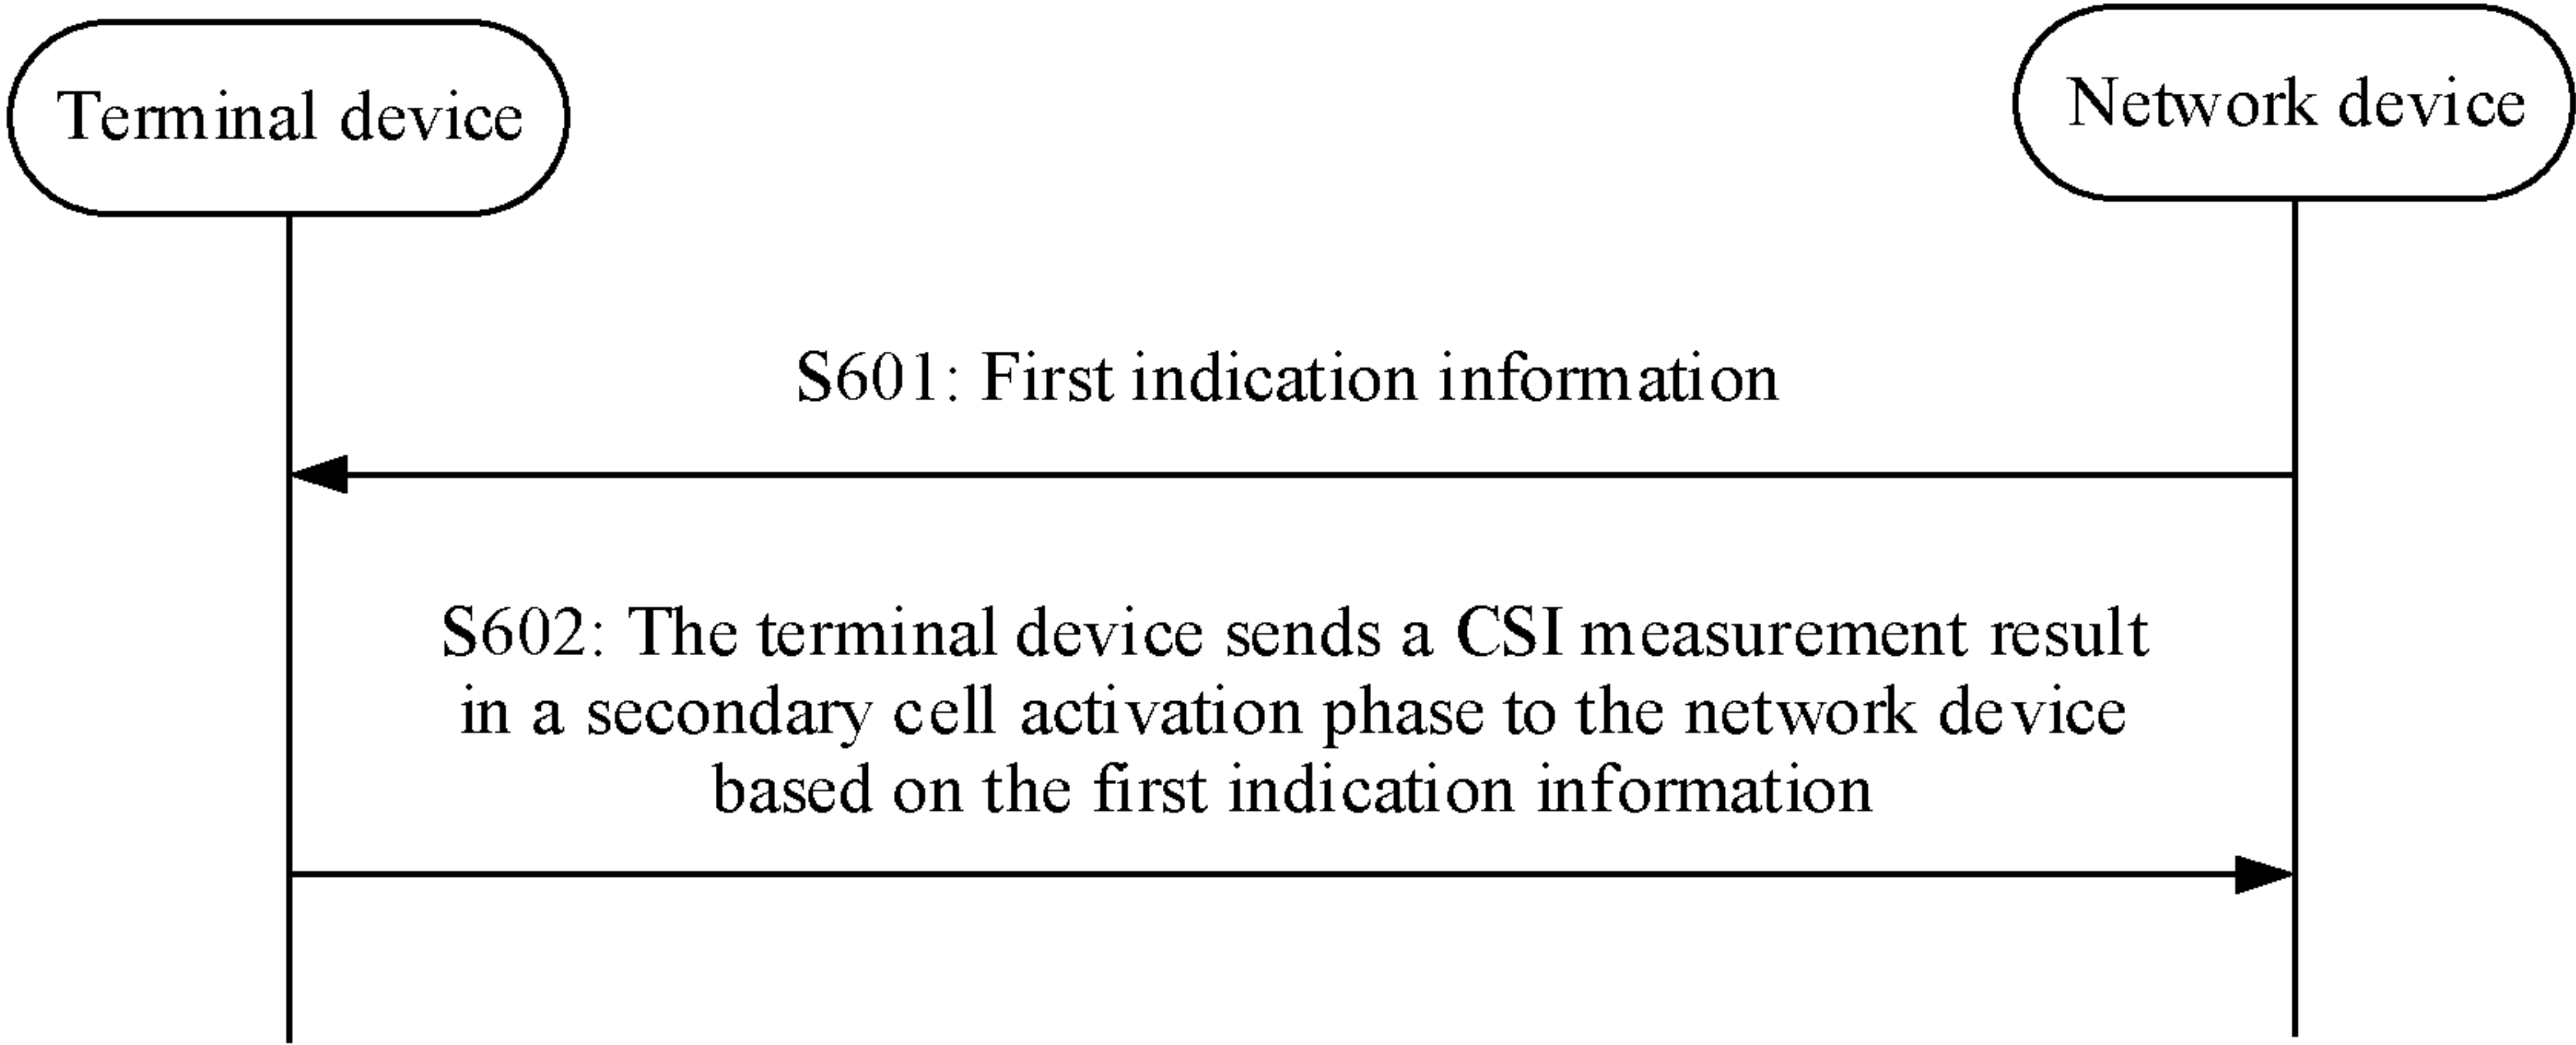 Terminal device
Network device
S601: First indication information
S602: The terminal device sends a CSI measurement result
in a secondary cell activation phase to the network device
based on the first indication information